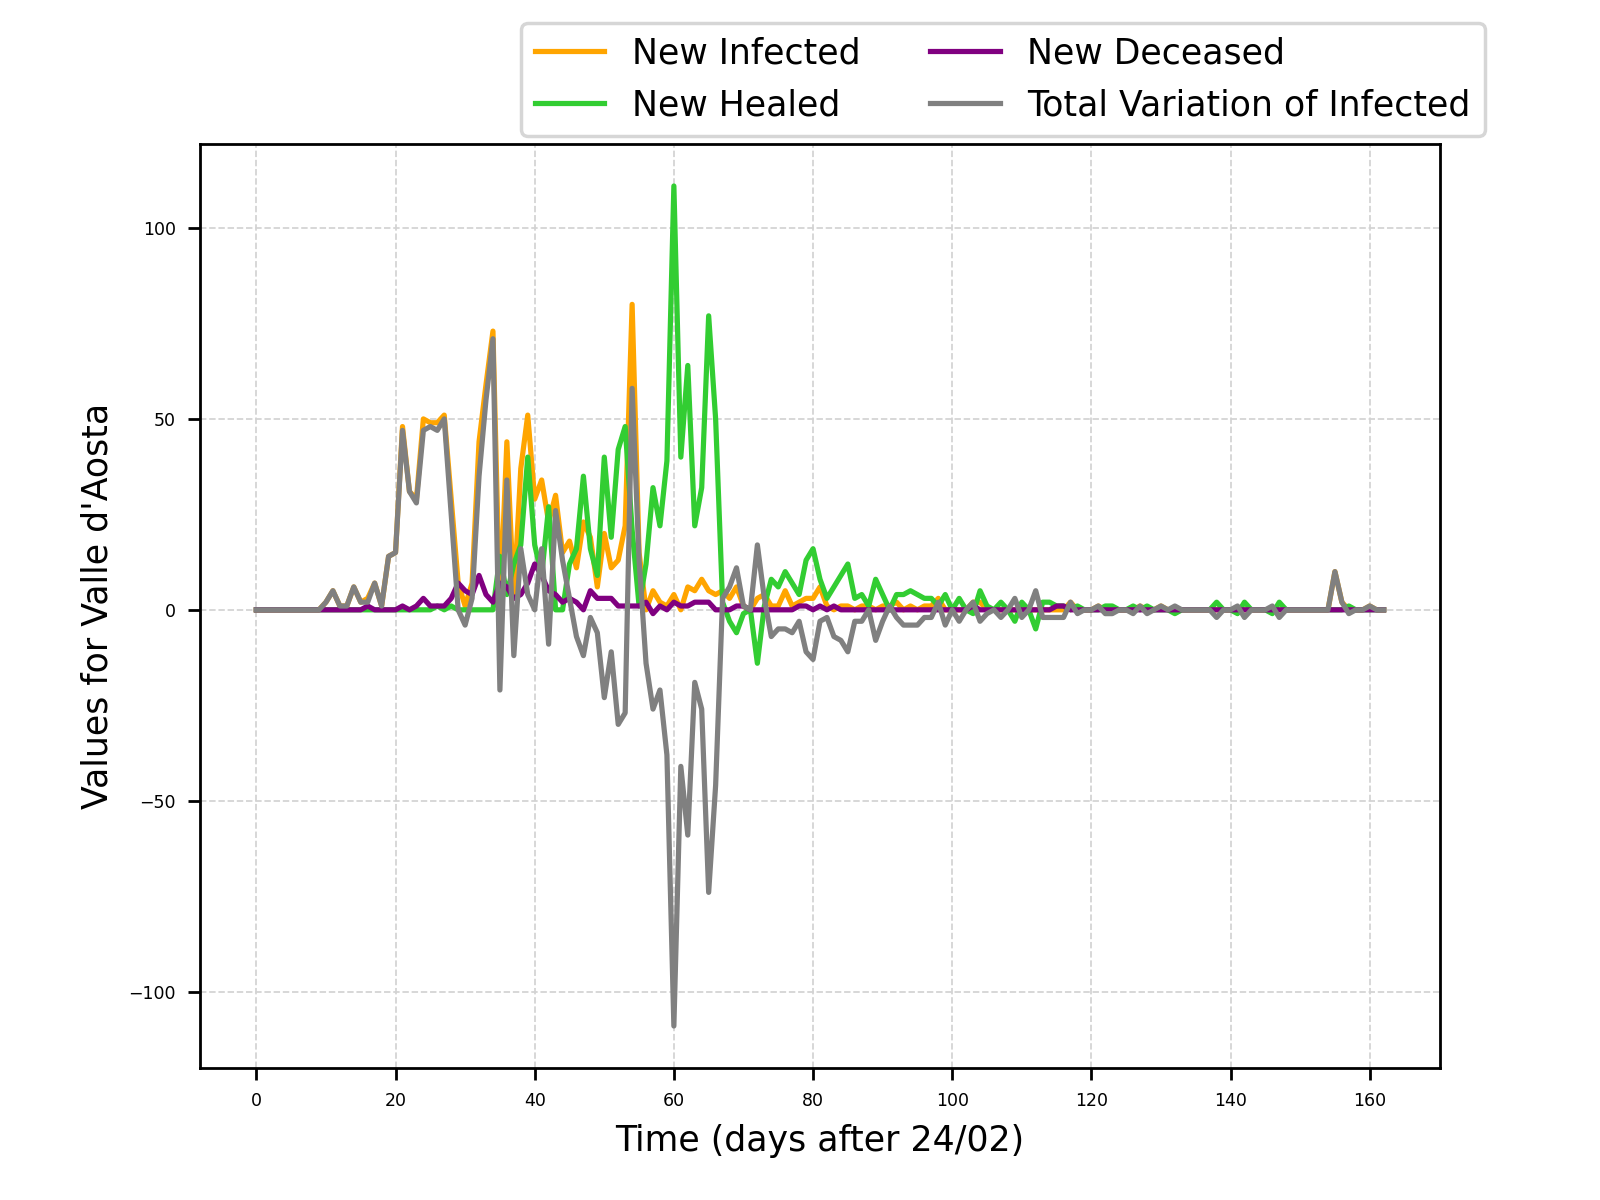 New Infected
New Healed
New Deceased
Total Variation of Infected
Values for Valle d'Aosta
100
50
0
−50
−100
0 20 40 60 80 100 120 140 160
Time (days after 24/02)